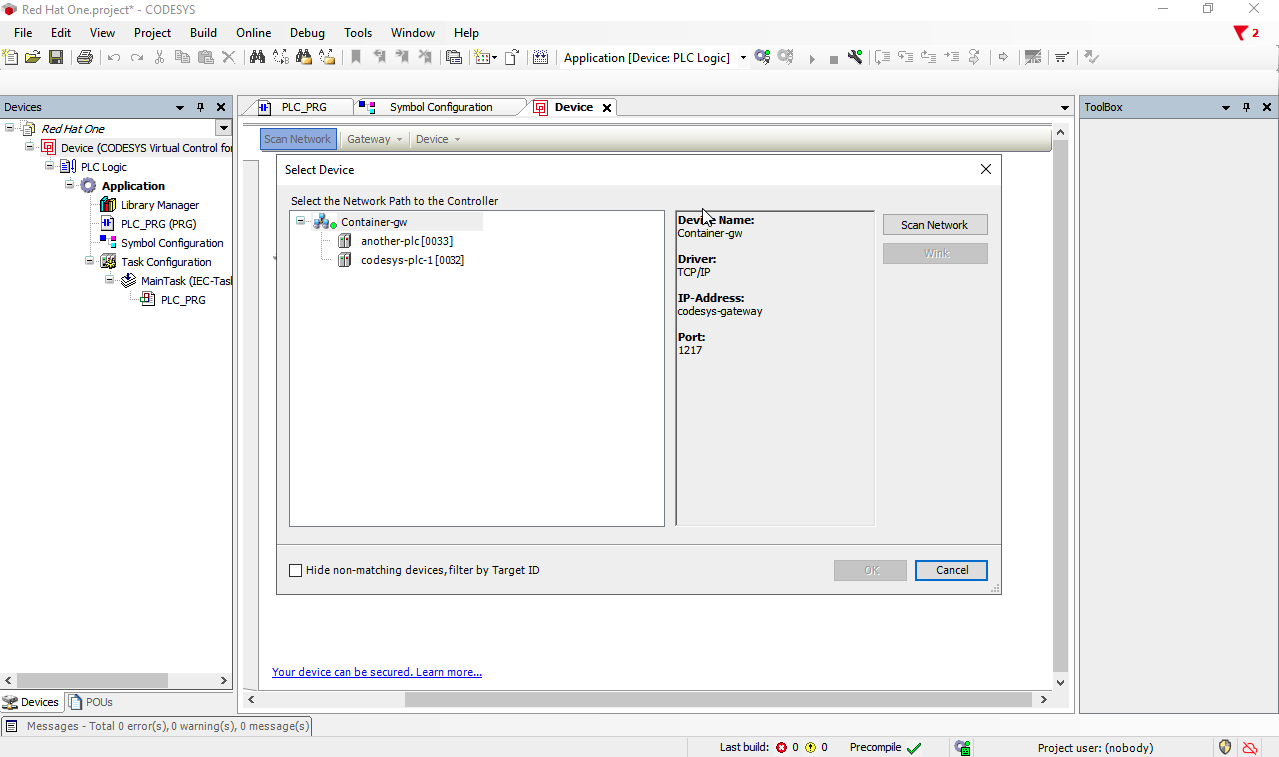 Red Hat One.project* - CODESYS
File Edit View Project Build Online Debug Tools Window Help
2
Application [Device: PLC Logic]
Devices
Red Hat One
Device (CODESYS Virtual Control for
PLC Logic
Application
Library Manager
PLC_PRG (PRG)
Symbol Configuration
Task Configuration
MainTask (IEC-Task
PLC_PRG
Devices POUs
PLC_PRG Symbol Configuration Device
Scan Network Gateway Device
Select Device
Select the Network Path to the Controller
Container-gw
another-plc [0033]
codesys-plc-1 [0032]
Device Name:
Container-gw
Driver:
TCP/IP
IP-Address:
codesys-gateway
Port:
1217
Scan Network
Wink
Hide non-matching devices, filter by Target ID
OK Cancel
Your device can be secured. Learn more...
ToolBox
Messages - Total 0 error(s), 0 warning(s), 0 message(s)
Last build: 0 0 Precompile Project user: (nobody)